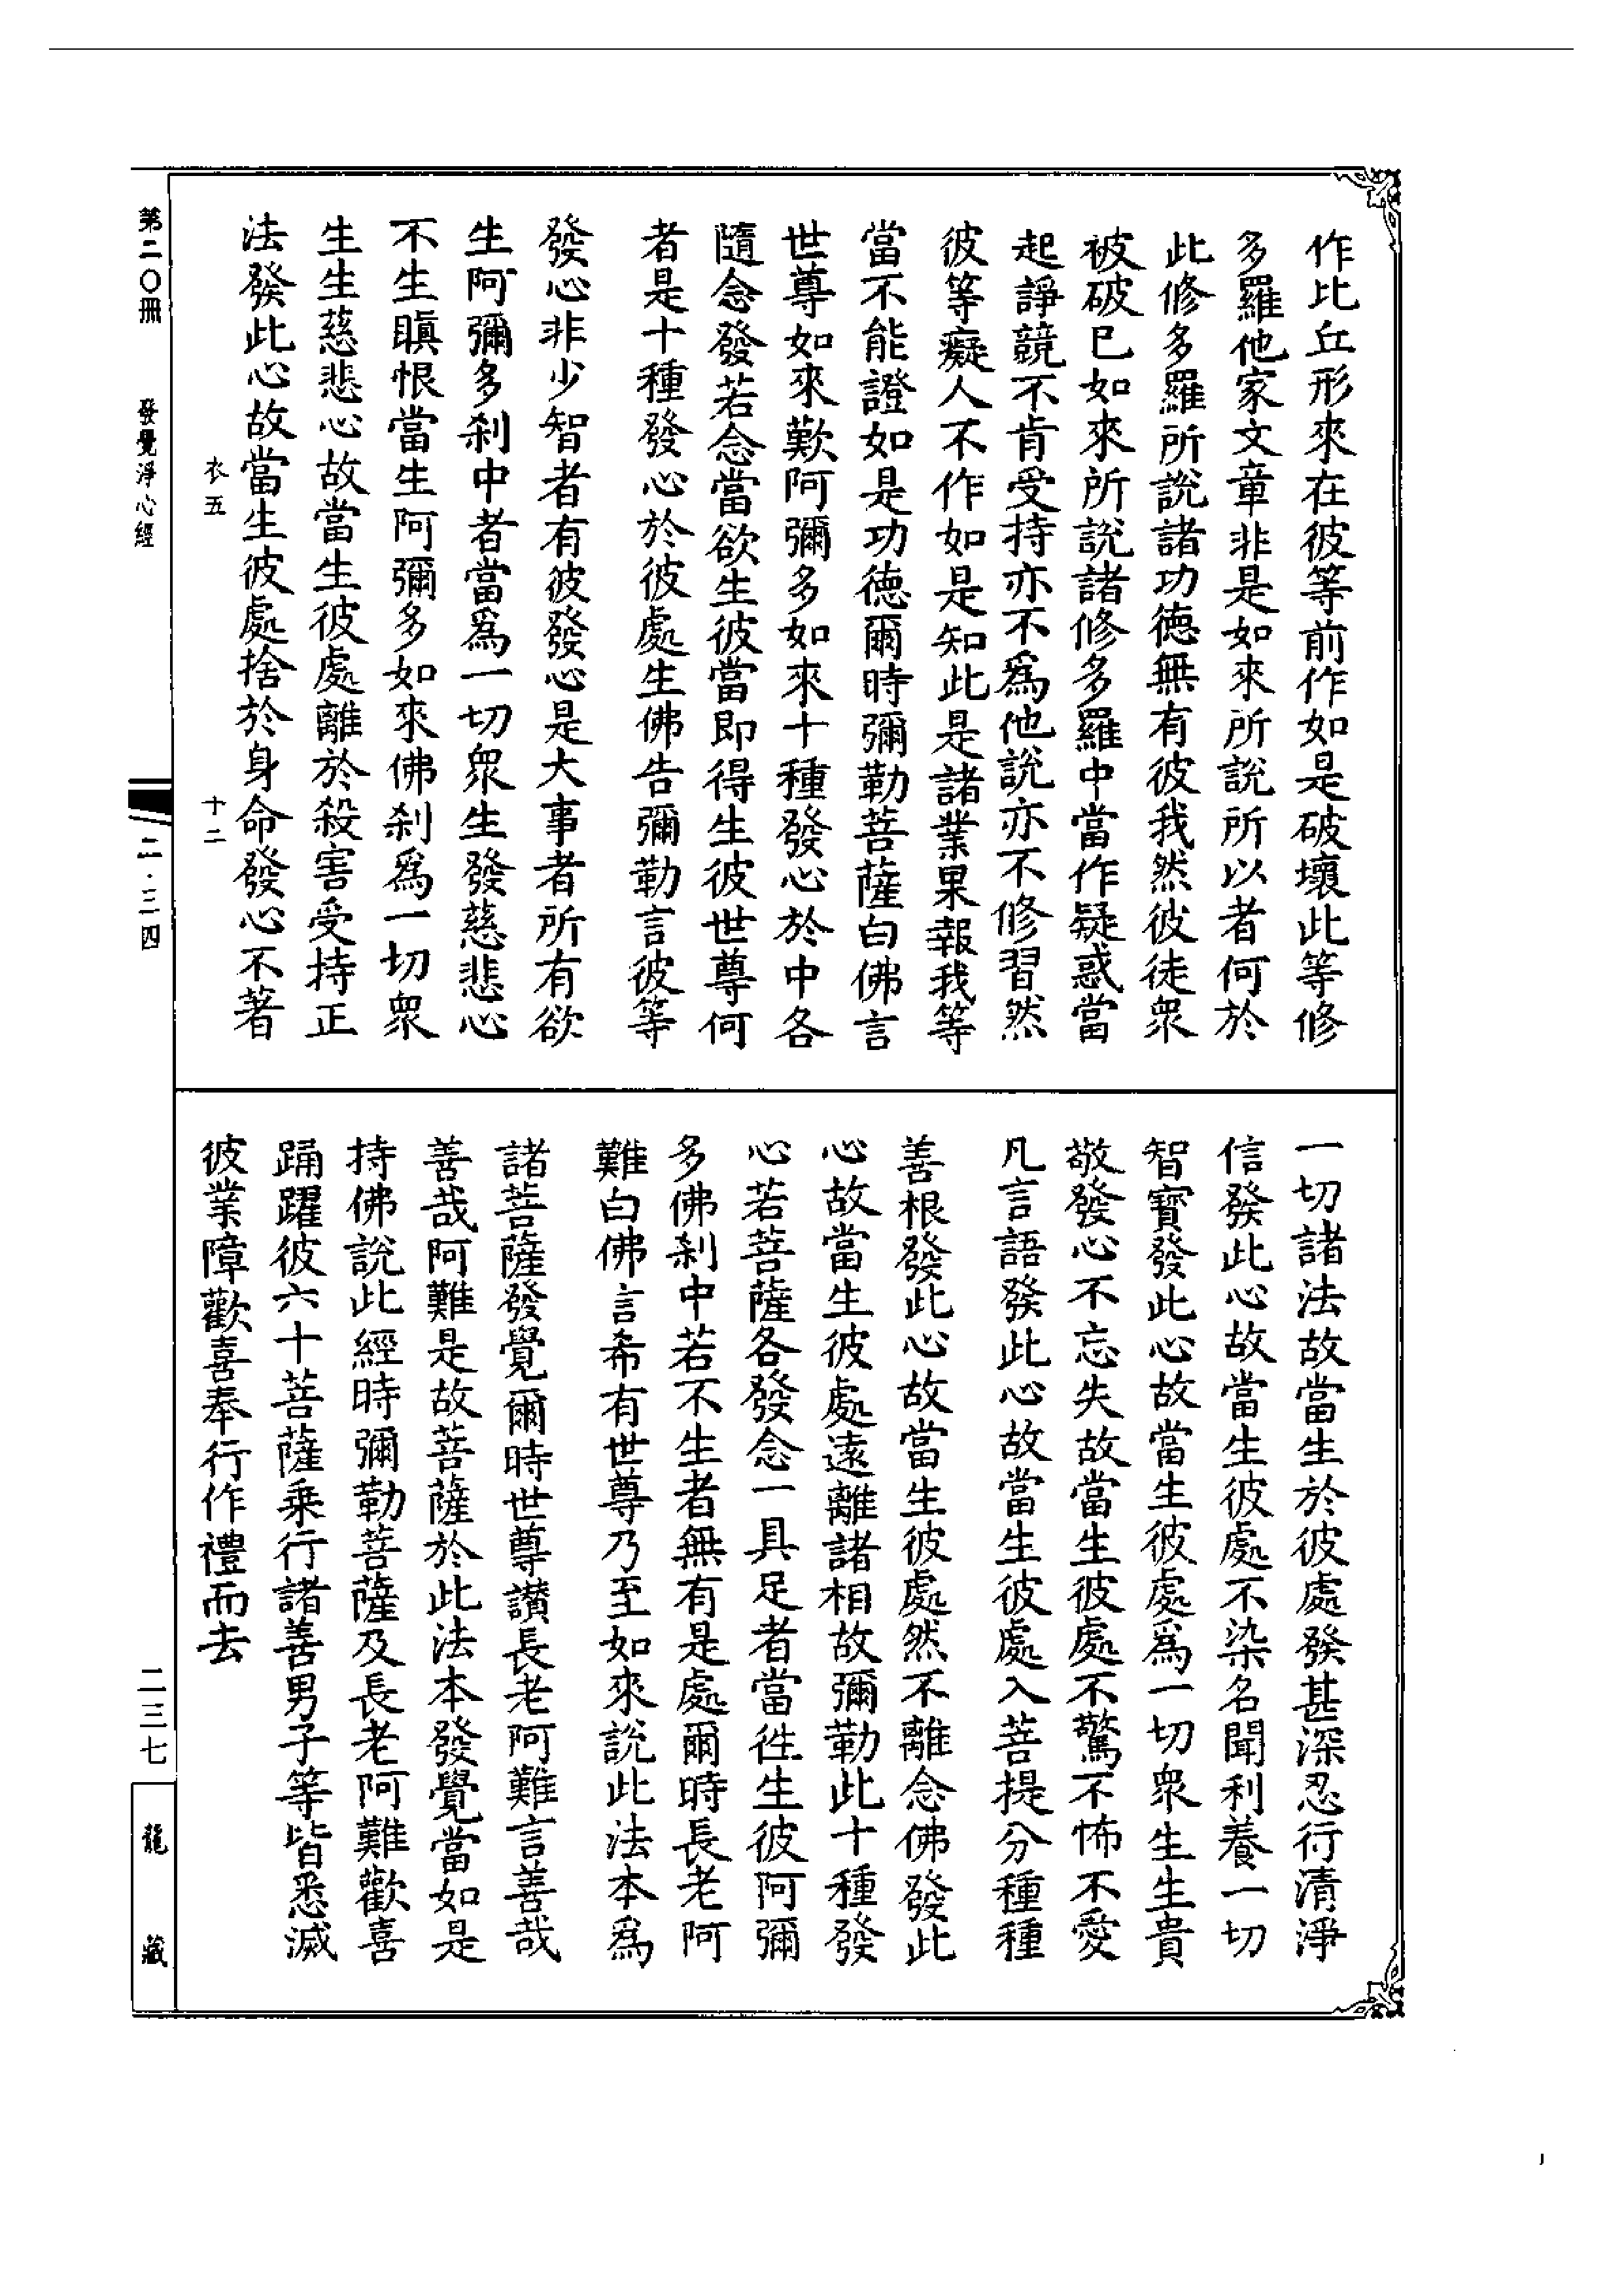 作比丘形來在彼等前作如是破壞此等修
多羅他家文章非是如來所說所以者何於
此修多羅所說諸功德無有彼我然彼徒衆
被破已如來所說諸修多羅中當作疑惑當
起諍競不肯受持亦不爲他說亦不修習然
彼等癡人不作如是知此是諸業果報我等
當不能證如是功德爾時彌勒菩薩白佛言
世尊如來歎阿彌多如來十種發心於中各
隨念發若念當欲生彼當即得生彼世尊何
者是十種發心於彼處生佛告彌勒言彼等
發心非少智者有彼發心是大事者所有欲
生阿彌多刹中者當爲一切衆生發慈悲心
不生瞋恨當生阿彌多如來佛刹爲一切衆
生生慈悲心故當生彼處離於殺害受持正
法發此心故當生彼處捨於身命發心不著
衣五
十二
一切諸法故當生於彼處發甚深忍行清淨
信發此心故當生彼處不染名聞利養一切
智寶發此心故當生彼處爲一切衆生生貴
敬發心不忘失故當生彼處不驚不怖不愛
凡言語發此心故當生彼處入菩提分種種
善根發此心故當生彼處然不離念佛發此
心故當生彼處遠離諸相故彌勒此十種發
心若菩薩各發念一具足者當徃生彼阿彌
多佛刹中若不生者無有是處爾時長老阿
難白佛言希有世尊乃至如來說此法本爲
諸菩薩發覺爾時世尊讃長老阿難言善哉
善哉阿難是故菩薩於此法本發覺當如是
持佛說此經時彌勒菩薩及長老阿難歡喜
踊躍彼六十菩薩乗行諸善男子等皆悉滅
彼業障歡喜奉行作禮而去
第二〇冊
發覺淨心經
二·三四
二三七
龍藏